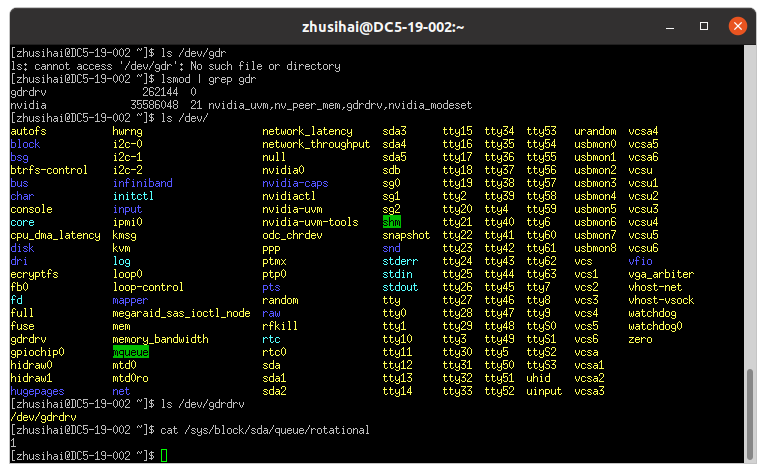 zhusihai@DC5-19-002:~
[zhusihai@DC5-19-002 ~]$ ls /dev/gdr
ls: cannot access '/dev/gdr': No such file or directory
[zhusihai@DC5-19-002 ~]$ lsmod | grep gdr
gdrdrv 262144 0
nvidia 35586048 21 nvidia_uvm,nv_peer_mem,gdrdrv,nvidia_modeset
[zhusihai@DC5-19-002 ~]$ ls /dev/
autofs hwrng network_latency sda3 tty15 tty34 tty53 urandom vcsa4
block i2c-0 network_throughput sda4 tty16 tty35 tty54 usbmon0 vcsa5
bsg i2c-1 null sda5 tty17 tty36 tty55 usbmon1 vcsa6
btrfs-control i2c-2 nvidia0 sdb tty18 tty37 tty56 usbmon2 vcsu
bus infiniband nvidia-caps sg0 tty19 tty38 tty57 usbmon3 vcsu1
char initctl nvidiactl sg1 tty2 tty39 tty58 usbmon4 vcsu2
console input nvidia-uvm sg2 tty20 tty4 tty59 usbmon5 vcsu3
core ipmi0 nvidia-uvm-tools shm tty21 tty40 tty6 usbmon6 vcsu4
cpu_dma_latency kmsg odc_chrdev snapshot tty22 tty41 tty60 usbmon7 vcsu5
disk kvm ppp snd tty23 tty42 tty61 usbmon8 vcsu6
dri log ptmx stderr tty24 tty43 tty62 vcs vfio
ecryptfs loop0 ptp0 stdin tty25 tty44 tty63 vcs1 vga_arbiter
fb0 loop-control pts stdout tty26 tty45 tty7 vcs2 vhost-net
fd mapper random tty tty27 tty46 tty8 vcs3 vhost-vsock
full megaraid_sas_ioctl_node raw tty0 tty28 tty47 tty9 vcs4 watchdog
fuse mem rfkill tty1 tty29 tty48 ttyS0 vcs5 watchdog0
gdrdrv memory_bandwidth rtc tty10 tty3 tty49 ttyS1 vcs6 zero
gpiochip0 mqueue rtc0 tty11 tty30 tty5 ttyS2 vcsa
hidraw0 mtd0 sda tty12 tty31 tty50 ttyS3 vcsa1
hidraw1 mtd0ro sda1 tty13 tty32 tty51 uhid vcsa2
hugepages net sda2 tty14 tty33 tty52 uinput vcsa3
[zhusihai@DC5-19-002 ~]$ ls /dev/gdrdrv
/dev/gdrdrv
[zhusihai@DC5-19-002 ~]$ cat /sys/block/sda/queue/rotational
1
[zhusihai@DC5-19-002 ~]$